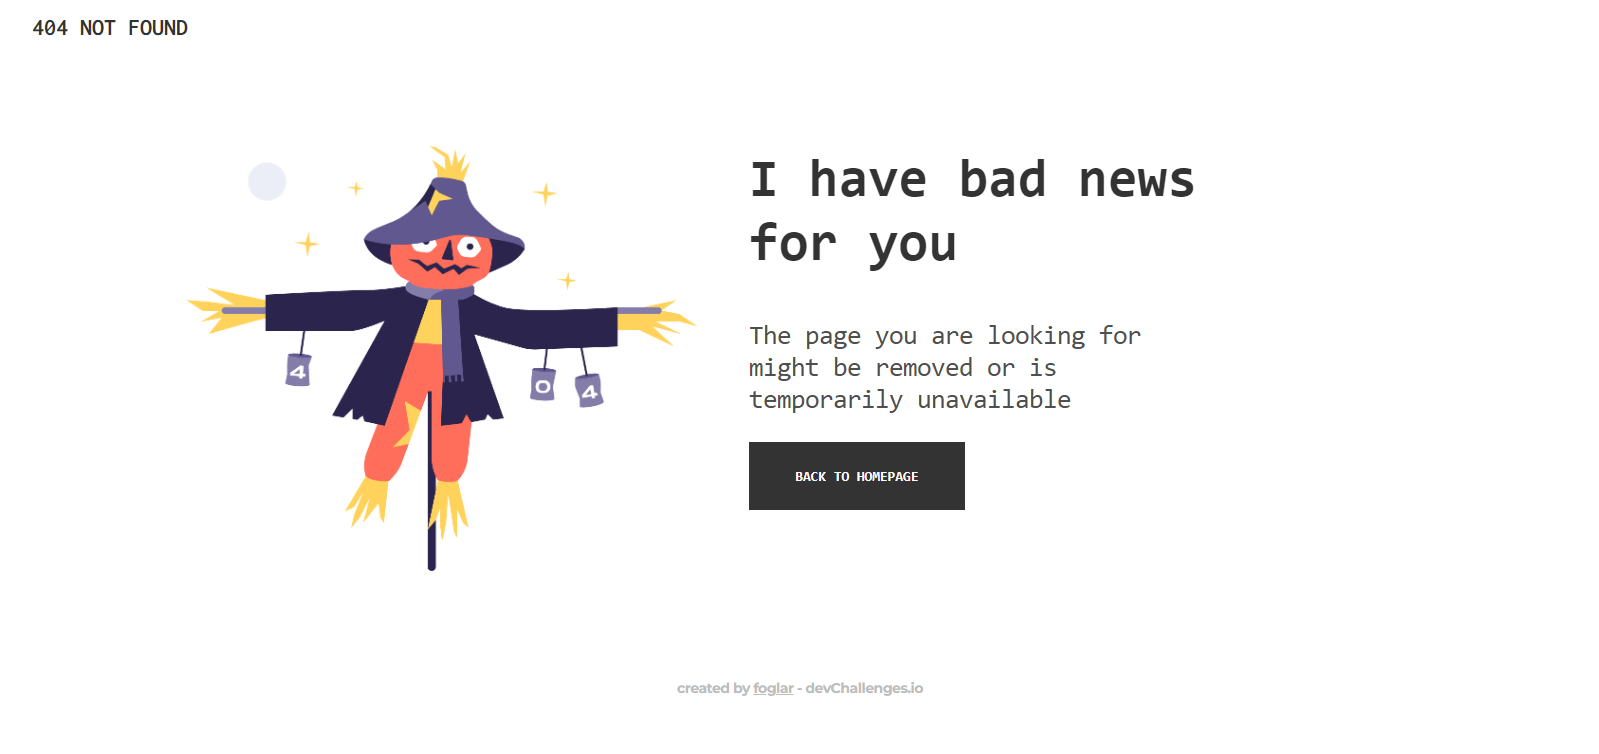 404 NOT FOUND
I have bad news
for you
4
0
4
The page you are looking for
might be removed or is
temporarily unavailable
BACK TO HOMEPAGE
created by foglar - devChallenges.io